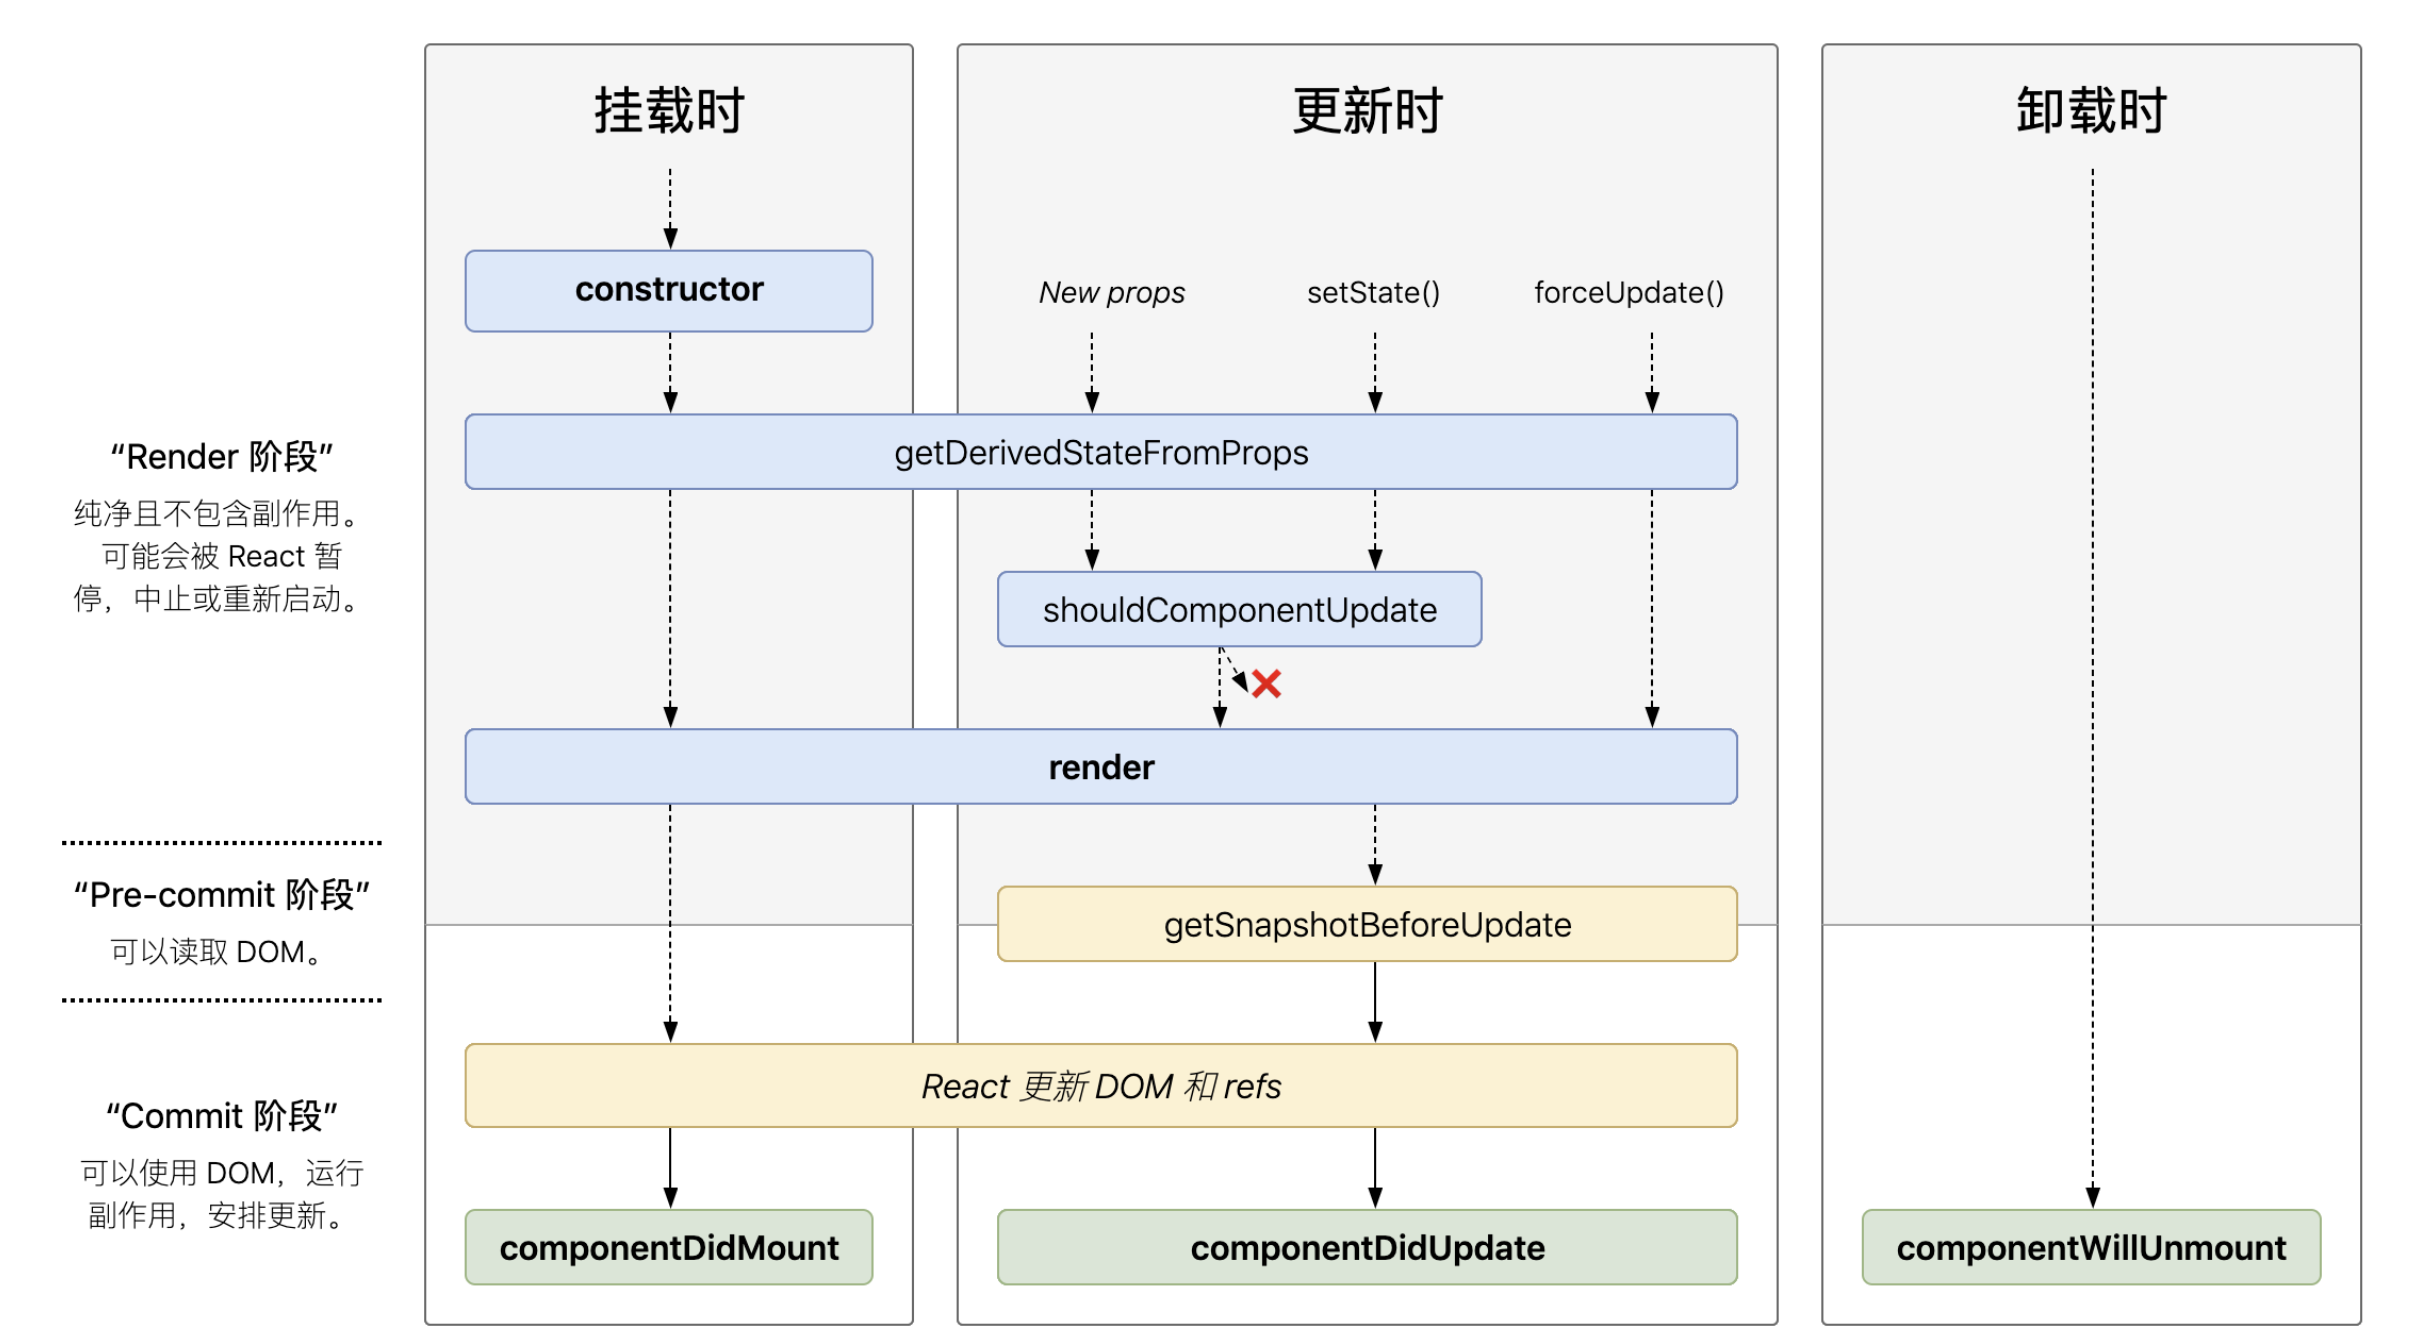 挂载时
更新时
卸载时
constructor
New props
setState()
forceUpdate()
getDerivedStateFromProps
“Render 阶段”
纯净且不包含副作用。
可能会被 React 暂
停，中止或重新启动。
shouldComponentUpdate
render
“Pre-commit 阶段”
可以读取 DOM。
getSnapshotBeforeUpdate
React 更新 DOM 和 refs
“Commit 阶段”
可以使用 DOM，运行
副作用，安排更新。
componentDidMount
componentDidUpdate
componentWillUnmount